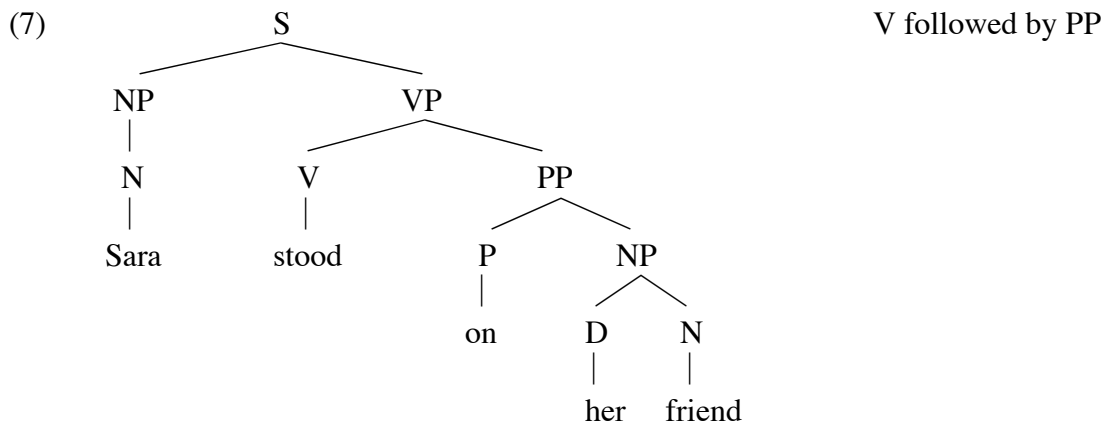 (7) S V followed by PP
NP VP
N V PP
Sara stood P NP
on D N
her friend